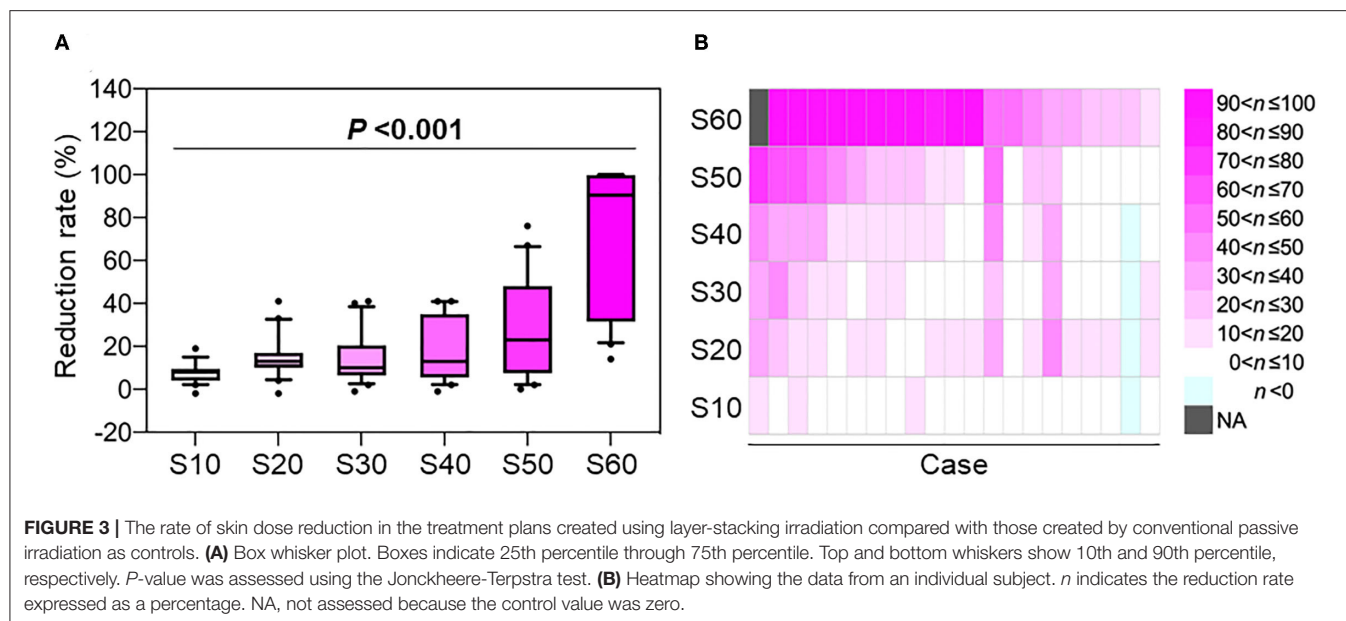 A
B
Reduction rate (%)
140
120
100
80
60
40
20
0
-20
P <0.001
S10 S20 S30 S40 S50 S60
S60
S50
S40
S30
S20
S10
Case
90<n ≤100
80<n ≤90
70<n ≤80
60<n ≤70
50<n ≤60
40<n ≤50
30<n ≤40
20<n ≤30
10<n ≤20
0<n ≤10
n <0
NA
FIGURE 3 | The rate of skin dose reduction in the treatment plans created using layer-stacking irradiation compared with those created by conventional passive
irradiation as controls. (A) Box whisker plot. Boxes indicate 25th percentile through 75th percentile. Top and bottom whiskers show 10th and 90th percentile,
respectively. P-value was assessed using the Jonckheere-Terpstra test. (B) Heatmap showing the data from an individual subject. n indicates the reduction rate
expressed as a percentage. NA, not assessed because the control value was zero.